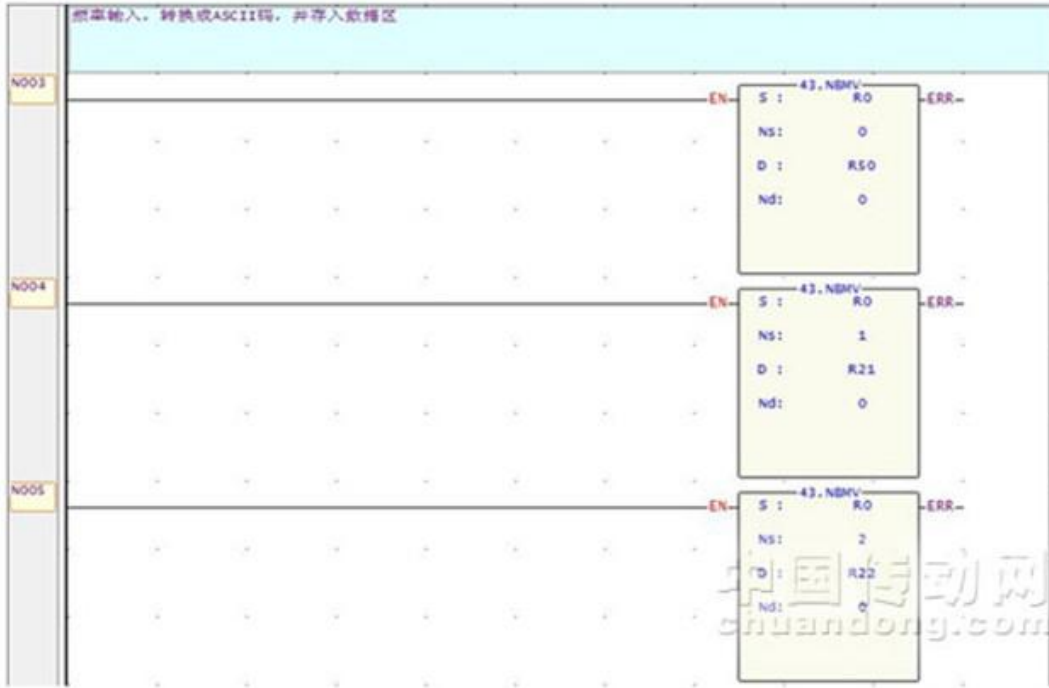 频率输入，转换成ASCII码，并存入数据区
N003
43.NBMV
EN S : R0 ERR
Ns: 0
D : R50
Nd: 0
N004
43.NBMV
EN S : R0 ERR
Ns: 1
D : R21
Nd: 0
N005
43.NBMV
EN S : R0 ERR
Ns: 2
D : R22
Nd: 0
中国传动网
chuandong.com